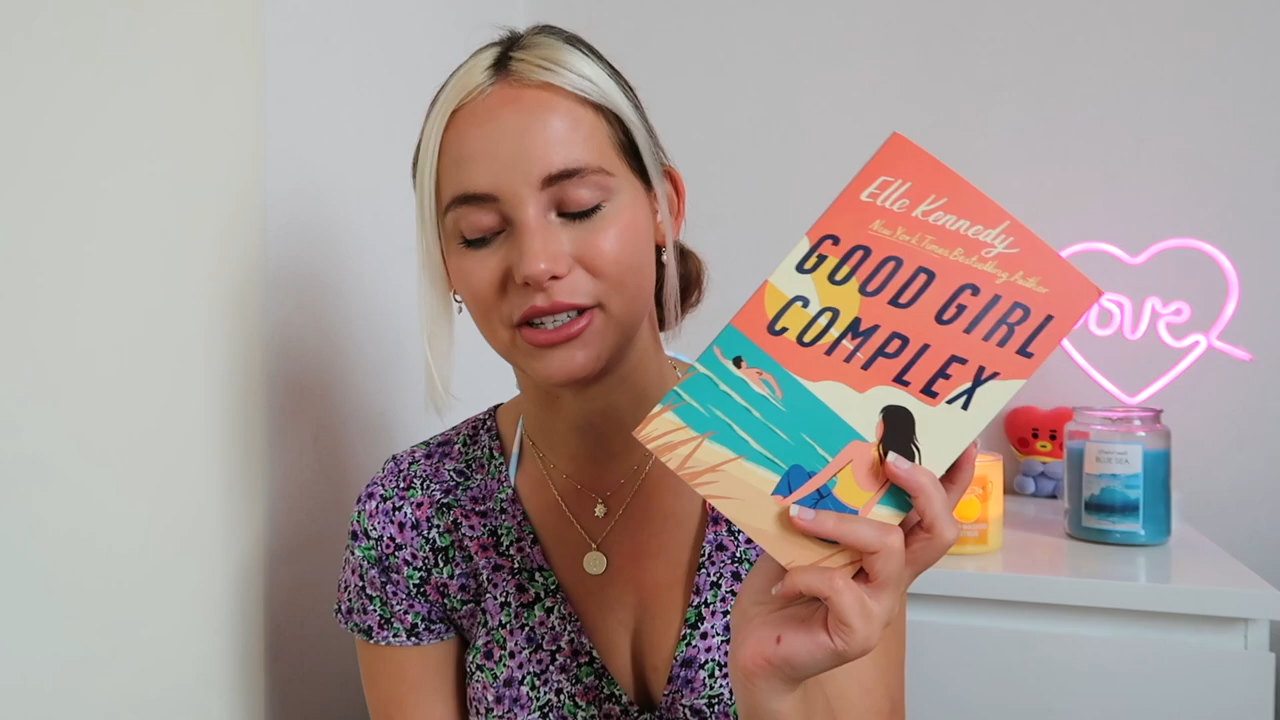 Elle Kennedy
New York Times Bestselling Author
GOOD GIRL
COMPLEX
love
BLUE SEA